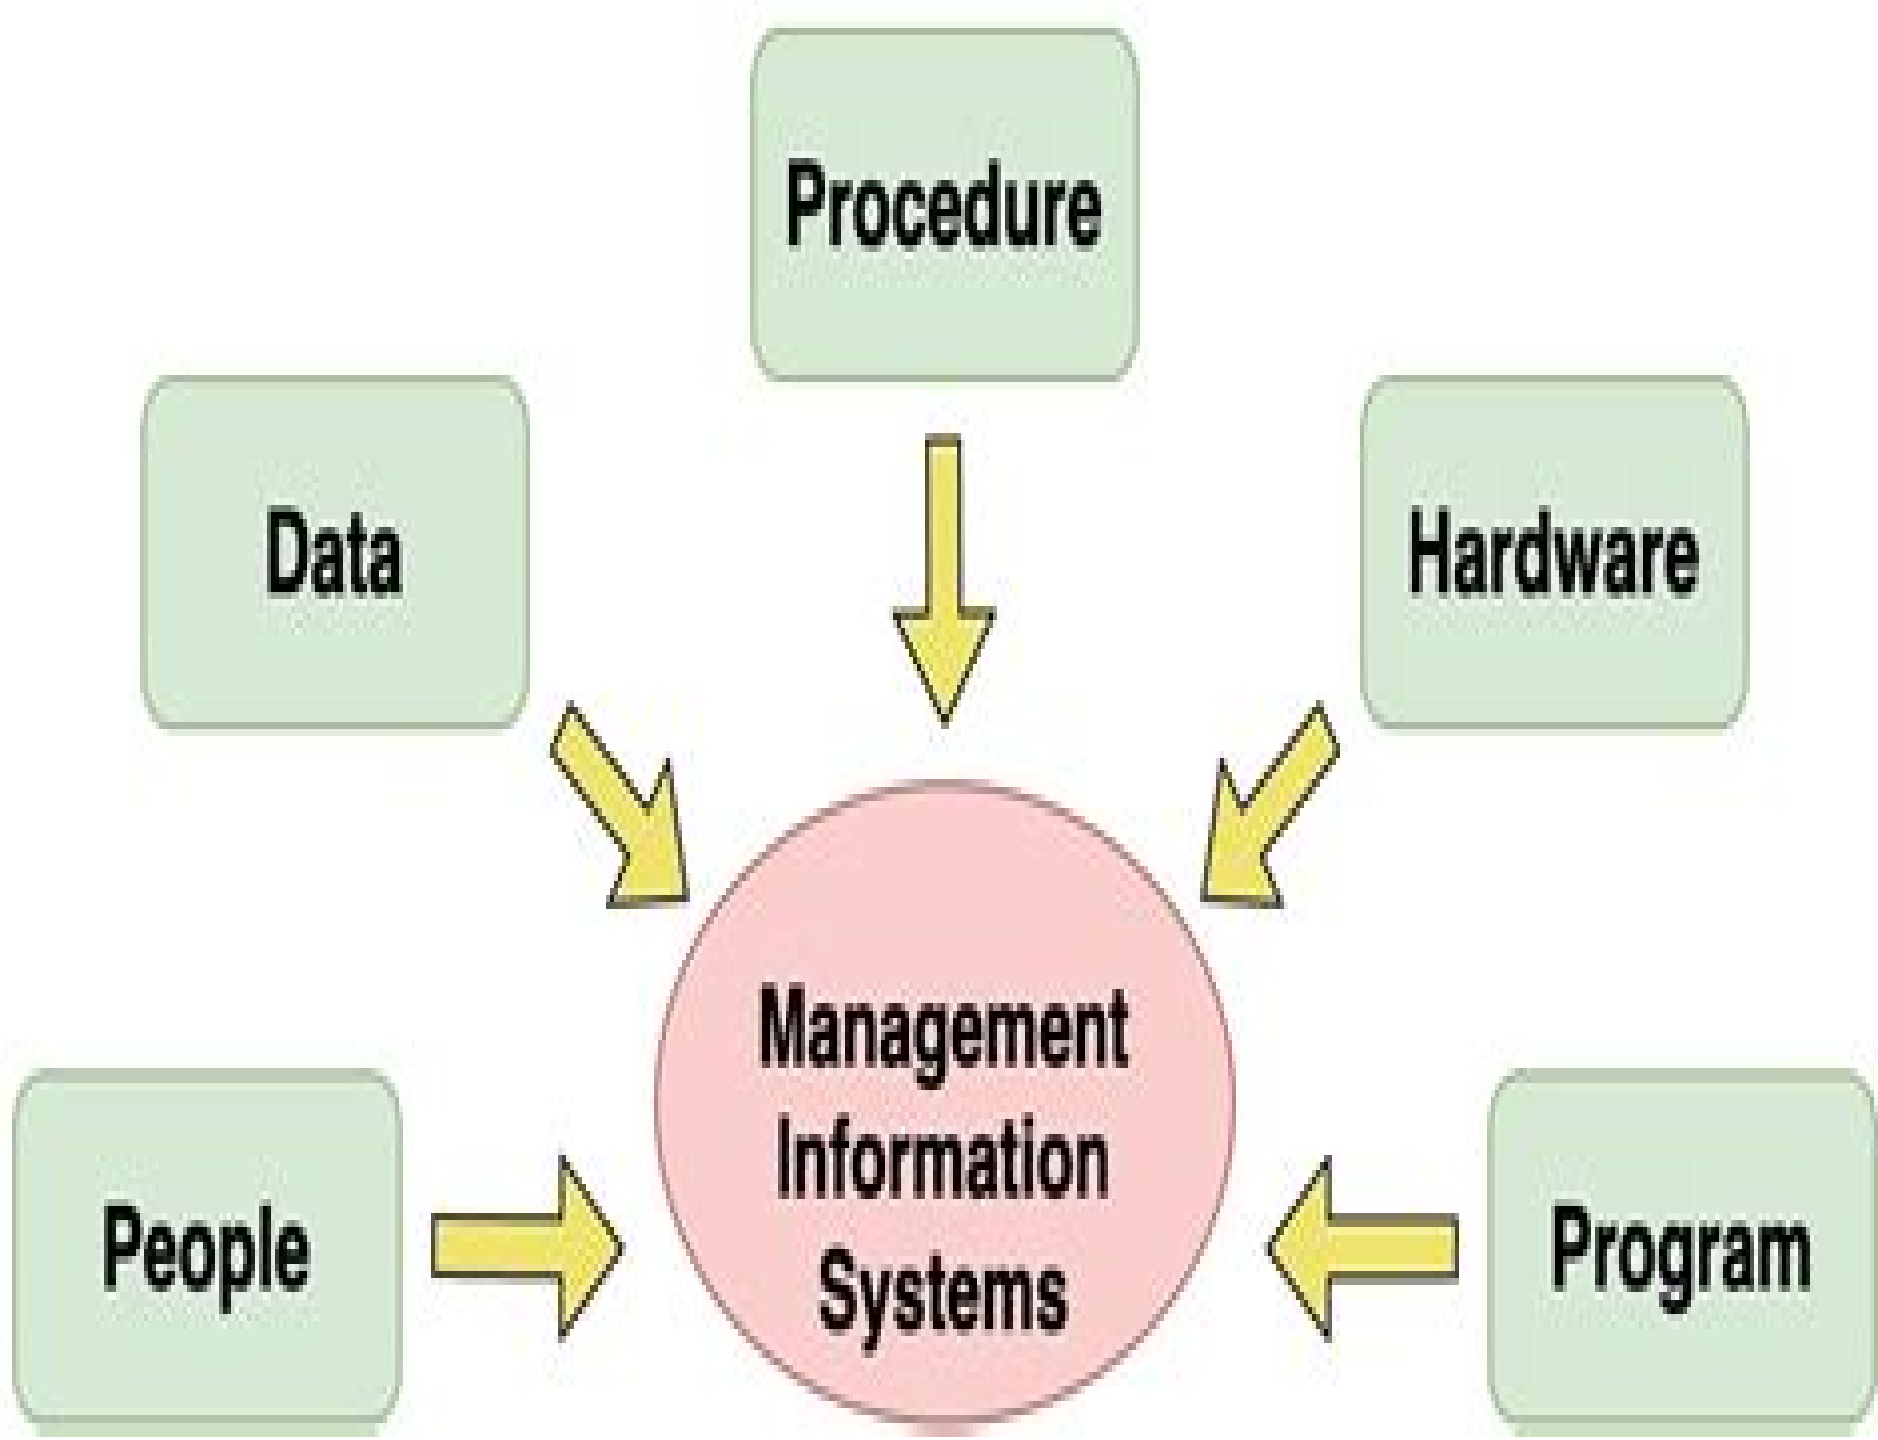 Procedure
Data
Hardware
Management
Information
Systems
People
Program